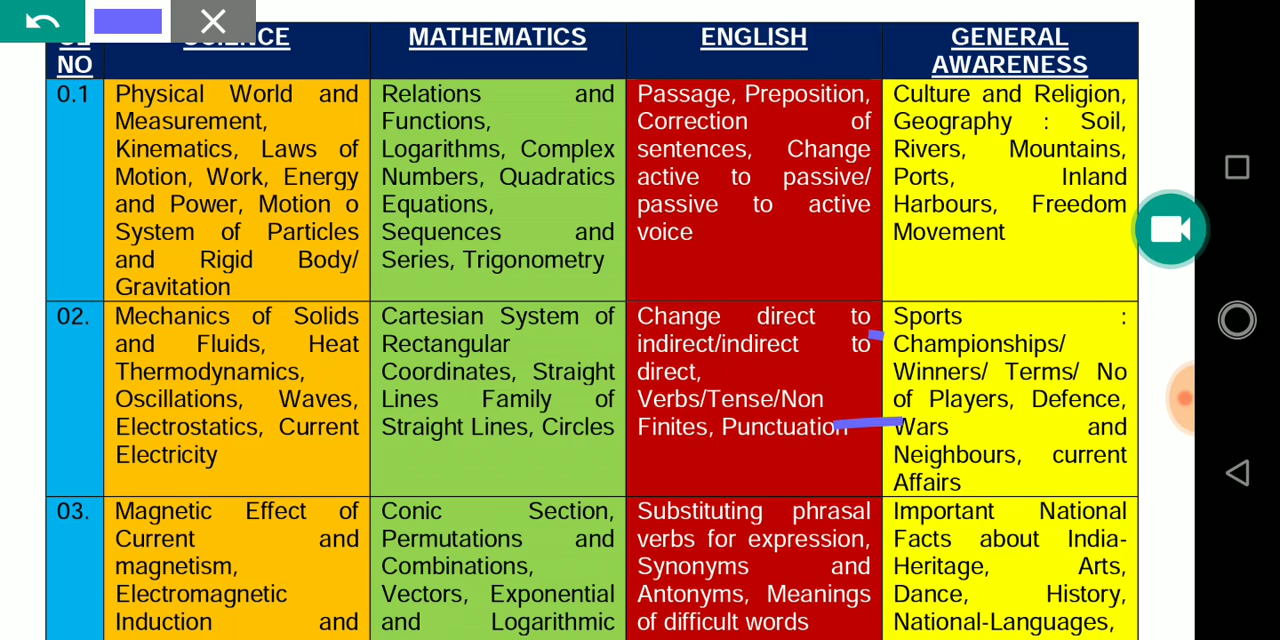 SCIENCE
MATHEMATICS
ENGLISH
GENERAL
NO
AWARENESS
0.1
Physical World and
Measurement,
Kinematics, Laws of
Motion, Work, Energy
and Power, Motion o
System of Particles
and Rigid Body/
Gravitation
Relations and
Functions,
Logarithms, Complex
Numbers, Quadratics
Equations,
Sequences and
Series, Trigonometry
Passage, Preposition,
Correction of
sentences, Change
active to passive/
passive to active
voice
Culture and Religion,
Geography : Soil,
Rivers, Mountains,
Ports, Inland
Harbours, Freedom
Movement
02.
Mechanics of Solids
and Fluids, Heat
Thermodynamics,
Oscillations, Waves,
Electrostatics, Current
Electricity
Cartesian System of
Rectangular
Coordinates, Straight
Lines Family of
Straight Lines, Circles
Change direct to
indirect/indirect to
direct,
Verbs/Tense/Non
Finites, Punctuation
Sports :
Championships/
Winners/ Terms/ No
of Players, Defence,
Wars and
Neighbours, current
Affairs
03.
Magnetic Effect of
Current and
magnetism,
Electromagnetic
Induction and
Conic Section,
Permutations and
Combinations,
Vectors, Exponential
and Logarithmic
Substituting phrasal
verbs for expression,
Synonyms and
Antonyms, Meanings
of difficult words
Important National
Facts about India-
Heritage, Arts,
Dance, History,
National-Languages,